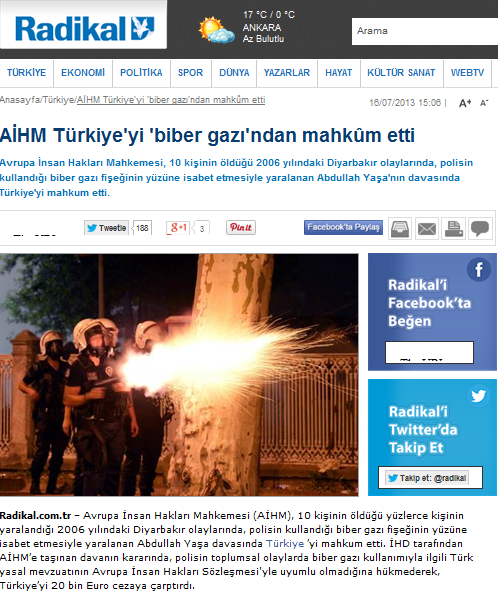 Radikal
17 °C / 0 °C
ANKARA
Az Bulutlu
Arama
TÜRKİYE
EKONOMİ
POLİTİKA
SPOR
DÜNYA
YAZARLAR
HAYAT
KÜLTÜR SANAT
WEBTV
Anasayfa/Türkiye/AİHM Türkiye'yi 'biber gazı'ndan mahkûm etti
16/07/2013 15:06 | A+ A-
AİHM Türkiye'yi 'biber gazı'ndan mahkûm etti
Avrupa İnsan Hakları Mahkemesi, 10 kişinin öldüğü 2006 yılındaki Diyarbakır olaylarında, polisin
kullandığı biber gazı fişeğinin yüzüne isabet etmesiyle yaralanan Abdullah Yaşa'nın davasında
Türkiye'yi mahkum etti.
Tweetle 188
g+1 3
Pin it
Facebook'ta Paylaş
Radikal'i
Facebook'ta
Beğen
Radikal'i
Twitter'da
Takip Et
Takip et: @radikal
Radikal.com.tr – Avrupa İnsan Hakları Mahkemesi (AİHM), 10 kişinin öldüğü yüzlerce kişinin
yaralandığı 2006 yılındaki Diyarbakır olaylarında, polisin kullandığı biber gazı fişeğinin yüzüne
isabet etmesiyle yaralanan Abdullah Yaşa davasında Türkiye 'yi mahkum etti. İHD tarafından
AİHM'e taşınan davanın kararında, polisin toplumsal olaylarda biber gazı kullanımıyla ilgili Türk
yasal mevzuatının Avrupa İnsan Hakları Sözleşmesi'yle uyumlu olmadığına hükmederek,
Türkiye'yi 20 bin Euro cezaya çarptırdı.